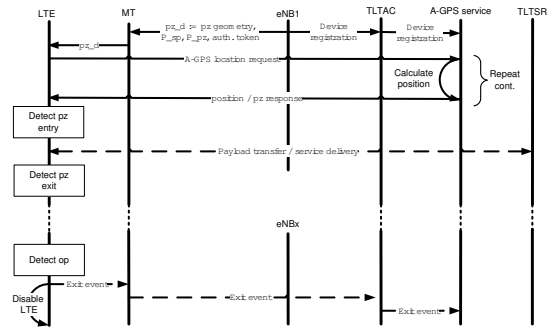 LTE MT eNB1 TLTAC A-GPS service TLTSR
pz_d := pz geometry,
P_sp, P_pz, auth. token
Device
registration
Device
registration
pz_d
A-GPS location request
Calculate
position
Repeat
cont.
position / pz response
Detect pz
entry
Payload transfer / service delivery
Detect pz
exit
eNBx
Detect op
Exit event
Disable
LTE
Exit event
Exit event